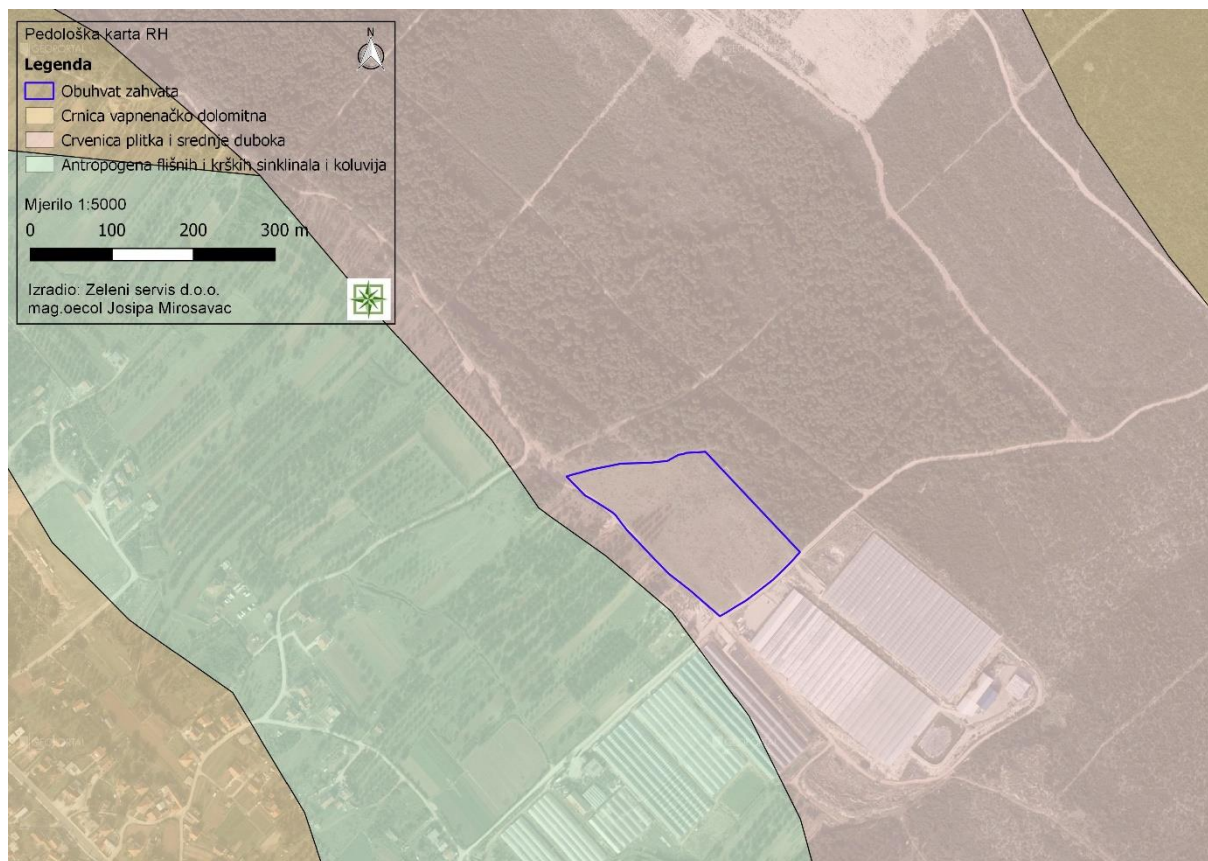 Pedološka karta RH
N
Legenda
Obuhvat zahvata
Crnica vapnenačko dolomitna
Crvenica plitka i srednje duboka
Antropogena flišnih i krških sinklinala i koluvija
Mjerilo 1:5000
0 100 200 300 m
Izradio: Zeleni servis d.o.o.
mag.oecol Josipa Mirosavac
GEOPORTAL